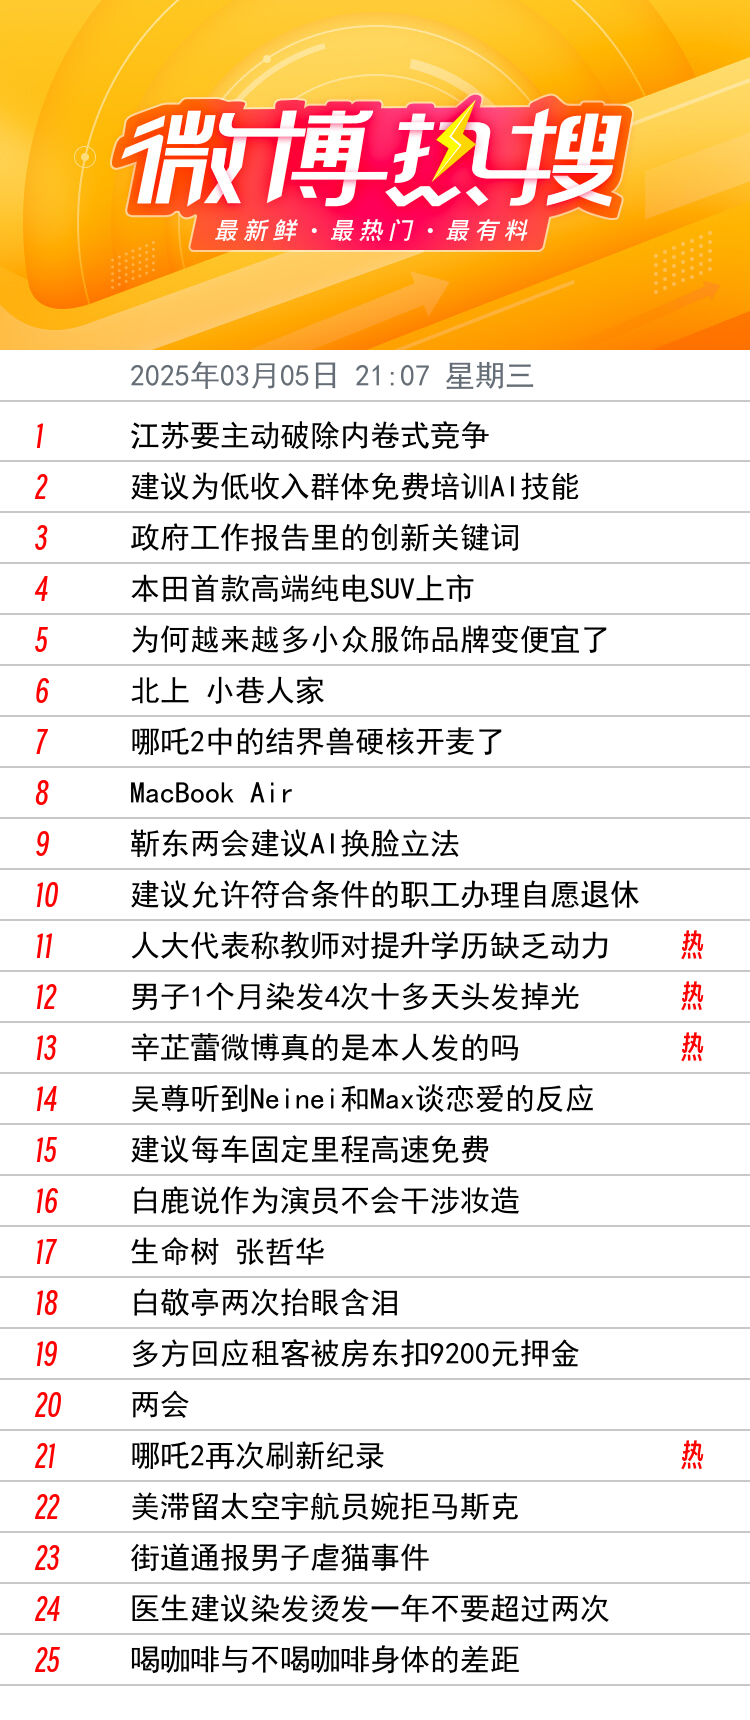 微博热搜
最新鲜·最热门·最有料
2025年03月05日 21:07 星期三
1 江苏要主动破除内卷式竞争
2 建议为低收入群体免费培训AI技能
3 政府工作报告里的创新关键词
4 本田首款高端纯电SUV上市
5 为何越来越多小众服饰品牌变便宜了
6 北上 小巷人家
7 哪吒2中的结界兽硬核开麦了
8 MacBook Air
9 靳东两会建议AI换脸立法
10 建议允许符合条件的职工办理自愿退休
11 人大代表称教师对提升学历缺乏动力 热
12 男子1个月染发4次十多天头发掉光 热
13 辛芷蕾微博真的是本人发的吗 热
14 吴尊听到Neinei和Max谈恋爱的反应
15 建议每车固定里程高速免费
16 白鹿说作为演员不会干涉妆造
17 生命树 张哲华
18 白敬亭两次抬眼含泪
19 多方回应租客被房东扣9200元押金
20 两会
21 哪吒2再次刷新纪录 热
22 美滞留太空宇航员婉拒马斯克
23 街道通报男子虐猫事件
24 医生建议染发烫发一年不要超过两次
25 喝咖啡与不喝咖啡身体的差距